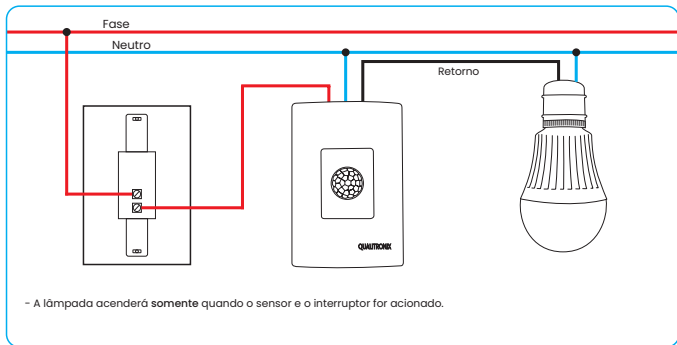 Fase
Neutro
Retorno
QUALITRONIX
- A lâmpada acenderá somente quando o sensor e o interruptor for acionado.